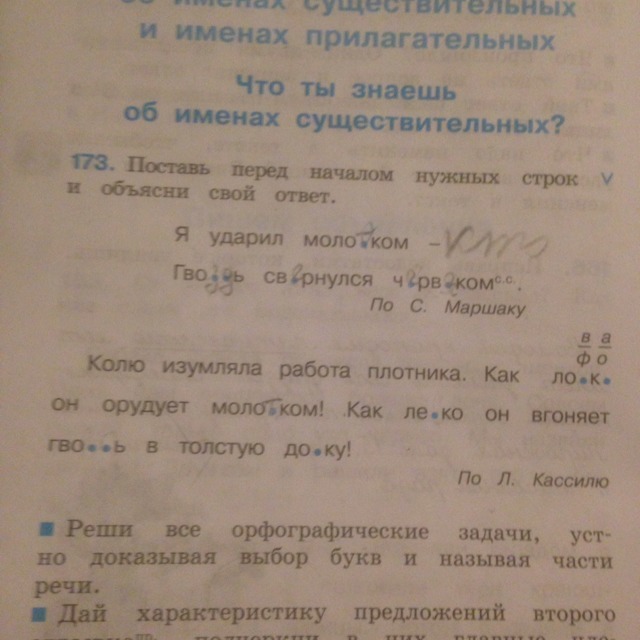 об именах существительных
и именах прилагательных
Что ты знаешь
об именах существительных?
173. Поставь перед началом нужных строк v
и объясни свой ответ.
Я ударил моло•ком –
Гво••ь св•рнулся ч•рв•ком с.с..
По С. Маршаку
в а
ф о
Колю изумляла работа плотника. Как ло•к•
он орудует моло•ком! Как ле•ко он вгоняет
гво••ь в толстую до•ку!
По Л. Кассилю
Реши все орфографические задачи, уст-
но доказывая выбор букв и называя части
речи.
Дай характеристику предложений второго